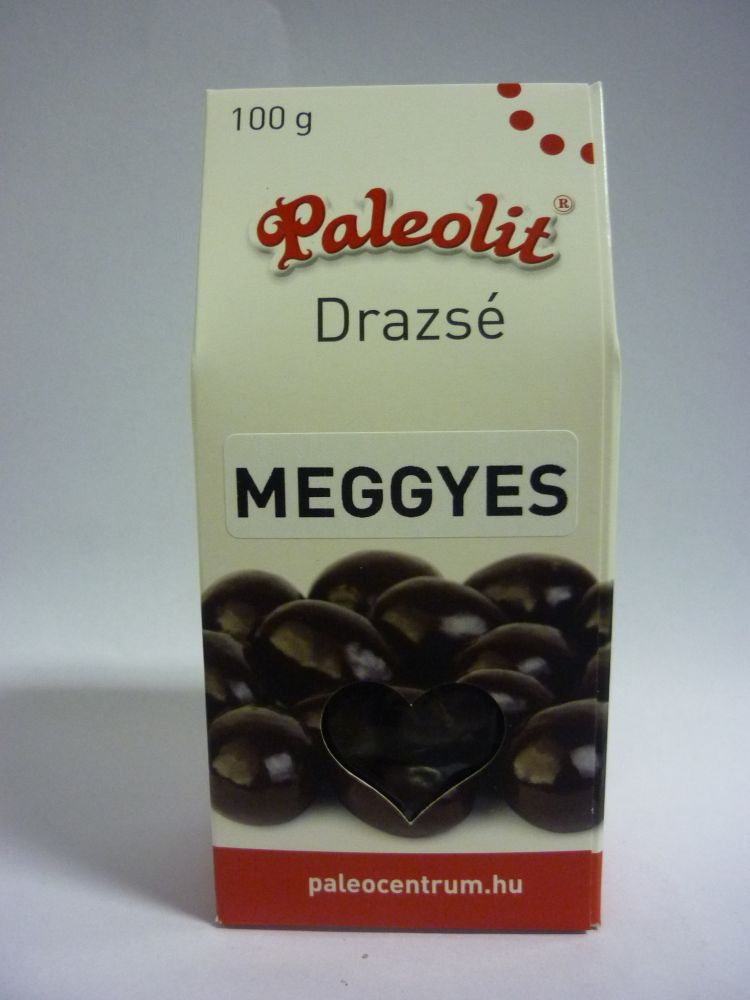 100 g
Paleolit®
Drazsé
MEGGYES
paleocentrum.hu